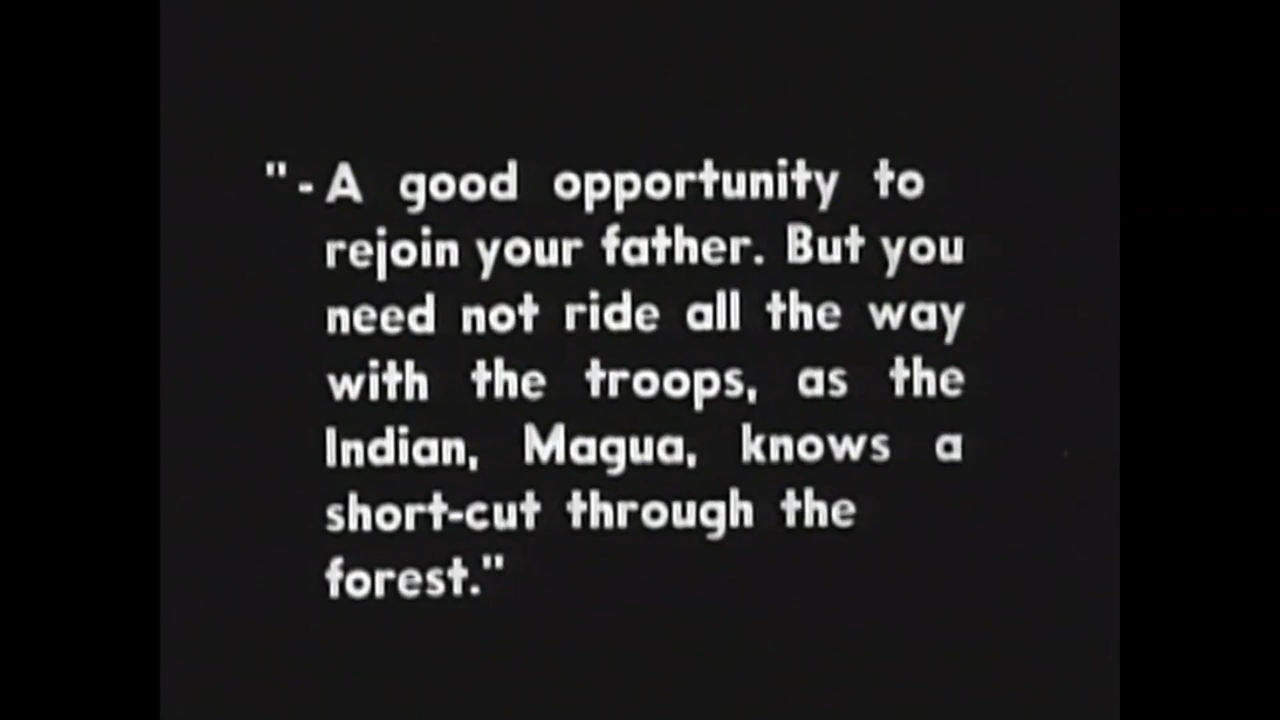 "-A good opportunity to
rejoin your father. But you
need not ride all the way
with the troops, as the
Indian, Magua, knows a
short-cut through the
forest."